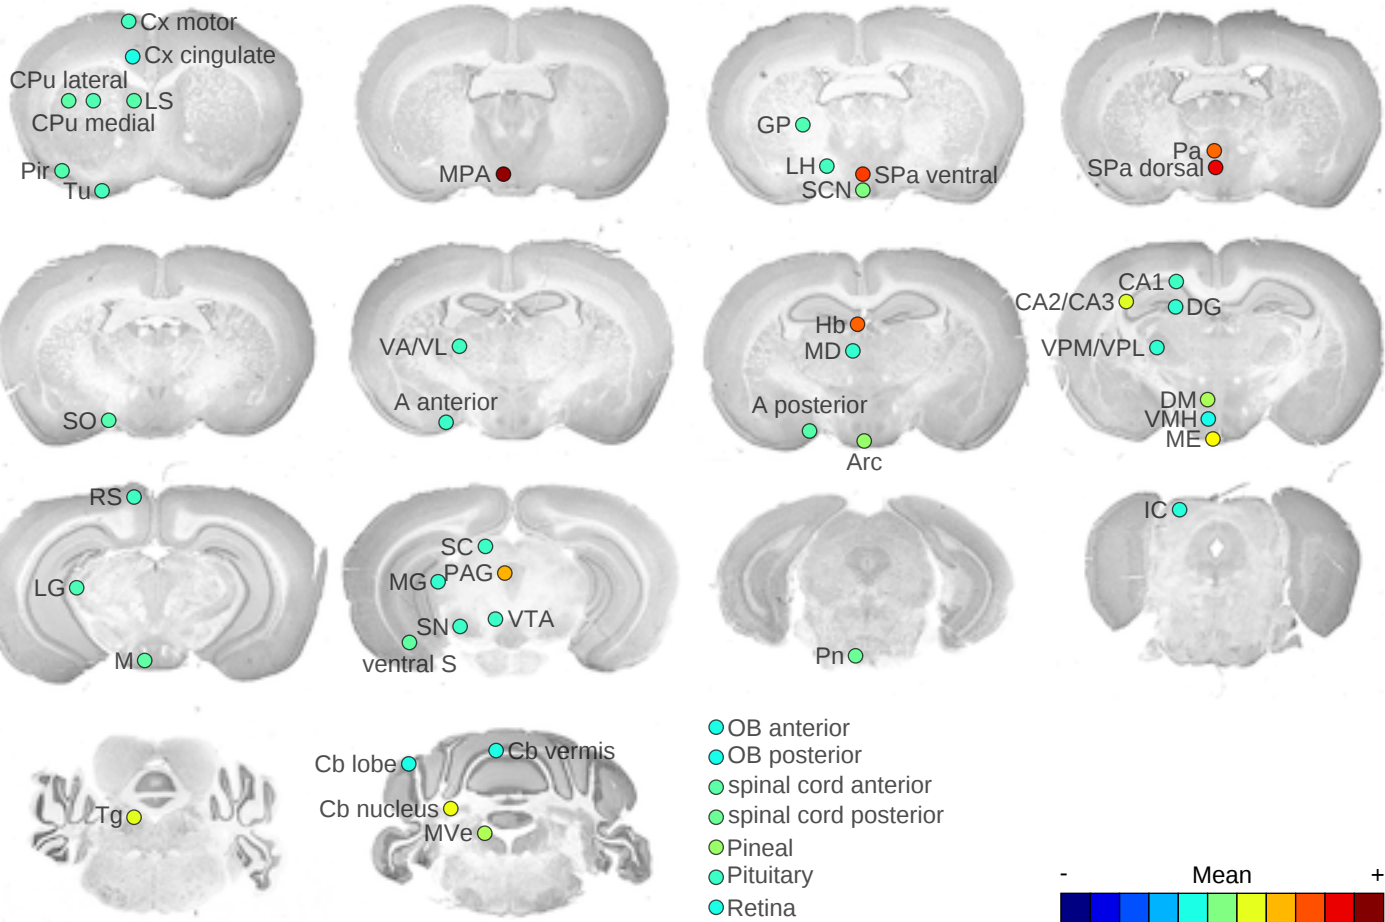 Cx motor
Cx cingulate
CPu lateral
LS
CPu medial
Pir
Tu
MPA
GP
LH
SPa ventral
SCN
Pa
SPa dorsal
SO
VA/VL
A anterior
Hb
MD
A posterior
Arc
CA1
CA2/CA3
DG
VPM/VPL
DM
VMH
ME
RS
LG
M
SC
MG
PAG
SN
VTA
ventral S
Pn
IC
Tg
Cb lobe
Cb vermis
Cb nucleus
MVe
OB anterior
OB posterior
spinal cord anterior
spinal cord posterior
Pineal
Pituitary
Retina
- Mean +